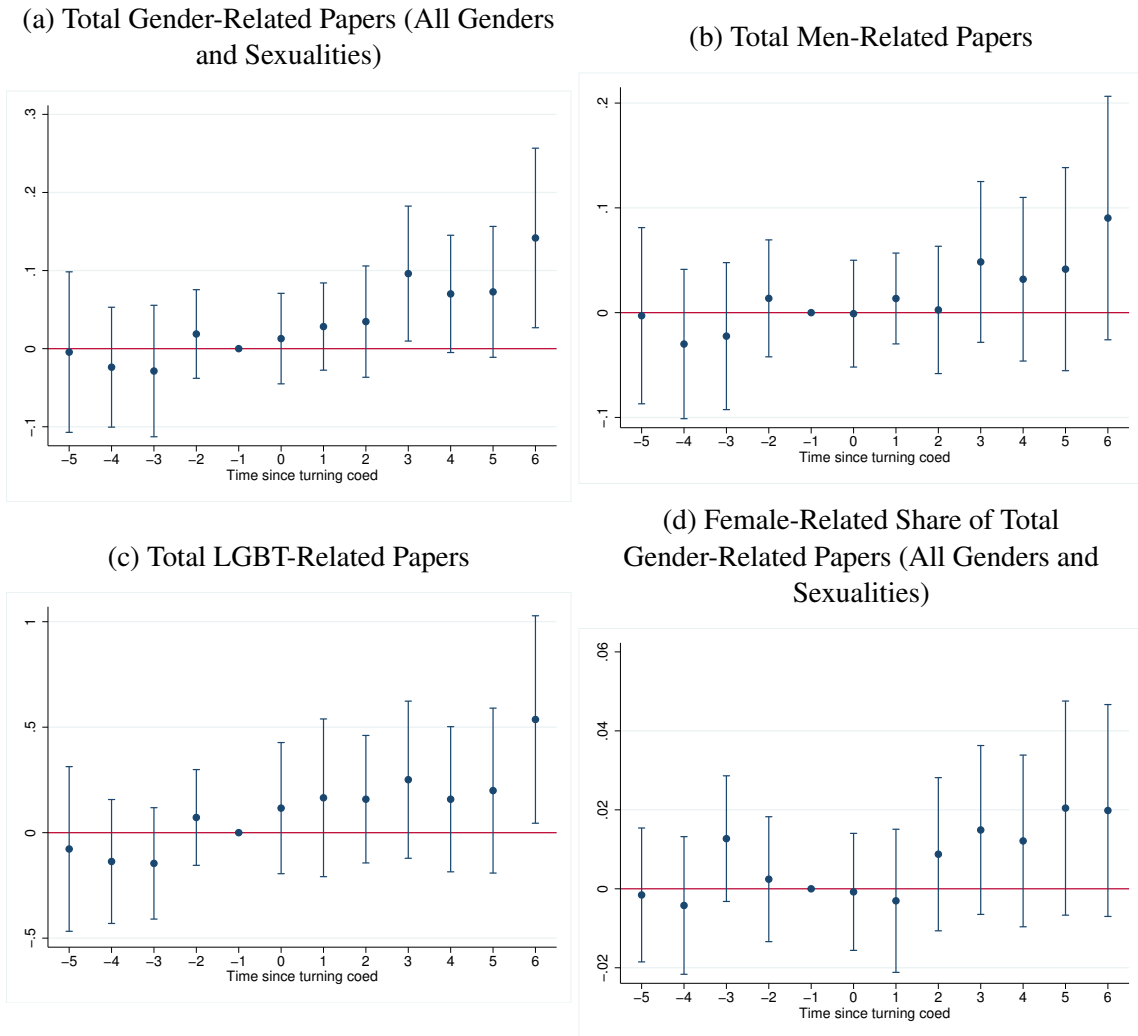 (a) Total Gender-Related Papers (All Genders
and Sexualities)
.3
.2
.1
0
-.1
-5 -4 -3 -2 -1 0 1 2 3 4 5 6
Time since turning coed
(b) Total Men-Related Papers
.2
.1
0
-.1
-5 -4 -3 -2 -1 0 1 2 3 4 5 6
Time since turning coed
(c) Total LGBT-Related Papers
1
.5
0
-.5
-5 -4 -3 -2 -1 0 1 2 3 4 5 6
Time since turning coed
(d) Female-Related Share of Total
Gender-Related Papers (All Genders and
Sexualities)
.06
.04
.02
0
-.02
-5 -4 -3 -2 -1 0 1 2 3 4 5 6
Time since turning coed